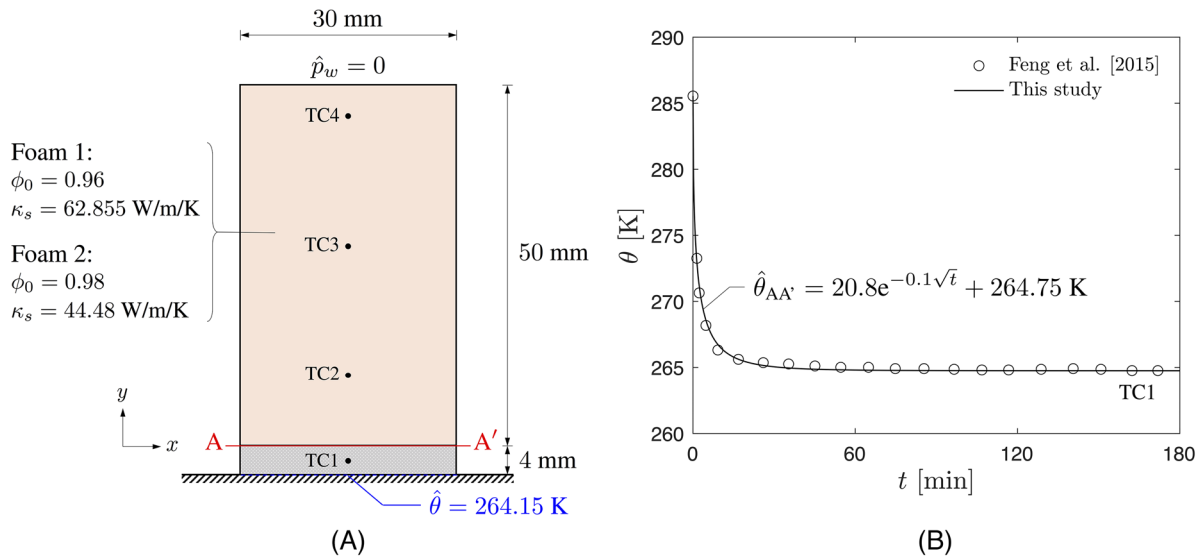 30 mm
p̂_w = 0
TC4
Foam 1:
ϕ₀ = 0.96
κ_s = 62.855 W/m/K
TC3
50 mm
Foam 2:
ϕ₀ = 0.98
κ_s = 44.48 W/m/K
TC2
y
x
A
A′
TC1
4 mm
θ̂ = 264.15 K
(A)
290
285
280
275
270
265
260
θ [K]
Feng et al. [2015]
This study
θ̂_AA' = 20.8e^{−0.1√t} + 264.75 K
TC1
0
60
120
180
t [min]
(B)